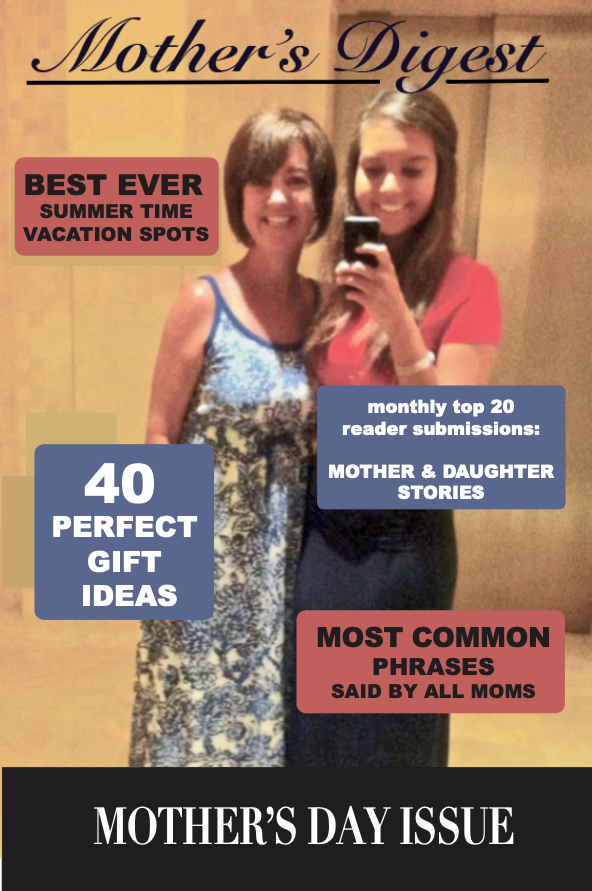 Mother's Digest
BEST EVER
SUMMER TIME
VACATION SPOTS
monthly top 20
reader submissions:
MOTHER & DAUGHTER
STORIES
40
PERFECT
GIFT
IDEAS
MOST COMMON
PHRASES
SAID BY ALL MOMS
MOTHER'S DAY ISSUE